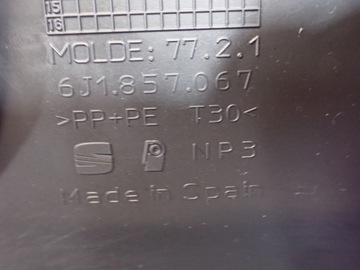 15
16
MOLDE: 77.2.1
6J1.857.067
>PP+PE T30<
NP3
Made in Spain